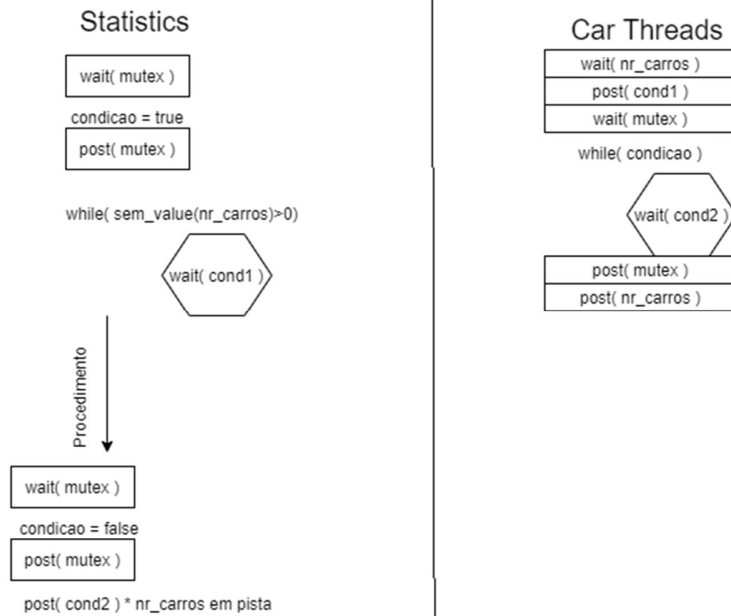 Statistics
wait( mutex )
condicao = true
post( mutex )
while( sem_value(nr_carros)>0)
wait( cond1 )
Procedimento
wait( mutex )
condicao = false
post( mutex )
post( cond2 ) * nr_carros em pista
Car Threads
wait( nr_carros )
post( cond1 )
wait( mutex )
while( condicao )
wait( cond2 )
post( mutex )
post( nr_carros )